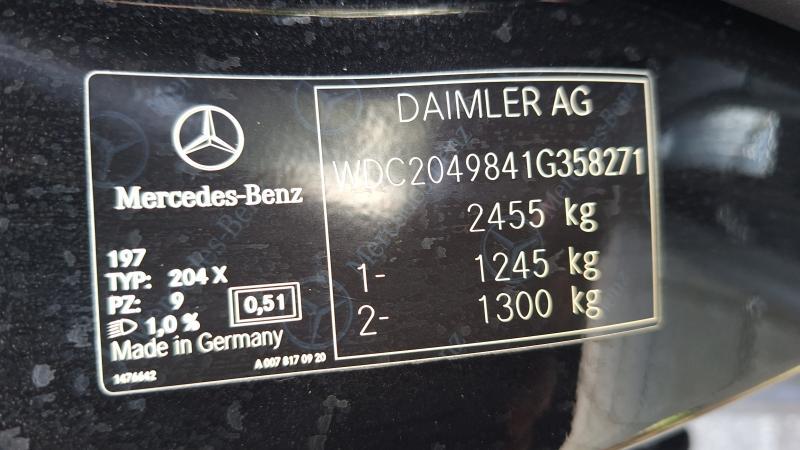 Mercedes-Benz
197
TYP: 204 X
PZ: 9
0,51
1,0 %
Made in Germany
1476642
A 007 817 09 20
DAIMLER AG
WDC2049841G358271
2455 kg
1- 1245 kg
2- 1300 kg